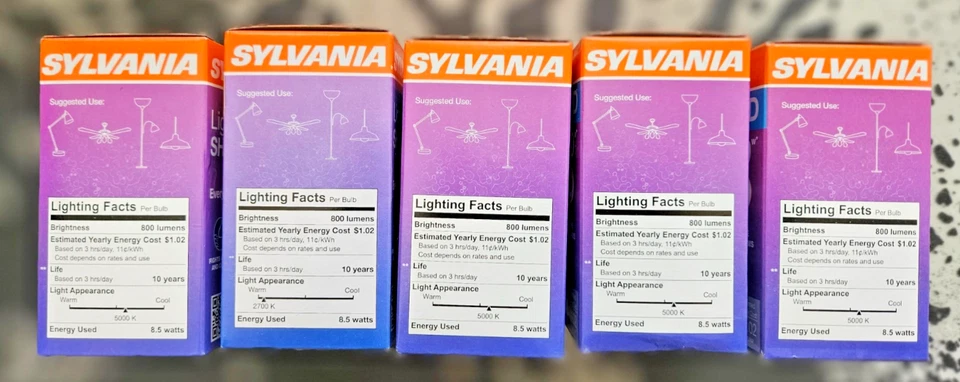 SYLVANIA
Suggested Use:
Lighting Facts Per Bulb
Brightness 800 lumens
Estimated Yearly Energy Cost $1.02
Based on 3 hrs/day, 11¢/kWh
Cost depends on rates and use
Life
Based on 3 hrs/day 10 years
Light Appearance
Warm Cool
5000 K
Energy Used 8.5 watts
SYLVANIA
Suggested Use:
Lighting Facts Per Bulb
Brightness 800 lumens
Estimated Yearly Energy Cost $1.02
Based on 3 hrs/day, 11¢/kWh
Cost depends on rates and use
Life
Based on 3 hrs/day 10 years
Light Appearance
Warm Cool
2700 K
Energy Used 8.5 watts
SYLVANIA
Suggested Use:
Lighting Facts Per Bulb
Brightness 800 lumens
Estimated Yearly Energy Cost $1.02
Based on 3 hrs/day, 11¢/kWh
Cost depends on rates and use
Life
Based on 3 hrs/day 10 years
Light Appearance
Warm Cool
5000 K
Energy Used 8.5 watts
SYLVANIA
Suggested Use:
Lighting Facts Per Bulb
Brightness 800 lumens
Estimated Yearly Energy Cost $1.02
Based on 3 hrs/day, 11¢/kWh
Cost depends on rates and use
Life
Based on 3 hrs/day 10 years
Light Appearance
Warm Cool
5000 K
Energy Used 8.5 watts
SYLVANIA
Suggested Use:
Lighting Facts Per Bulb
Brightness 800 lumens
Estimated Yearly Energy Cost $1.02
Based on 3 hrs/day, 11¢/kWh
Cost depends on rates and use
Life
Based on 3 hrs/day 10 years
Light Appearance
Warm Cool
5000 K
Energy Used 8.5 watts